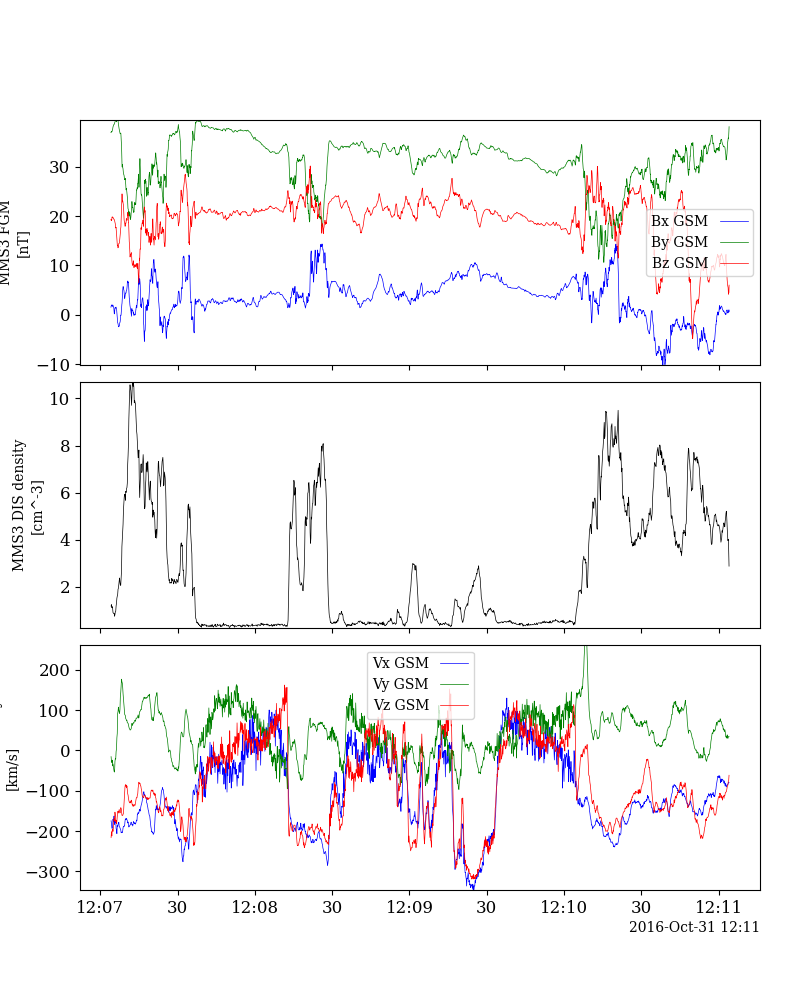 30
20
10
0
−10
MMS3 FGM
[nT]
Bx GSM
By GSM
Bz GSM
10
8
6
4
2
MMS3 DIS density
[cm^-3]
200
100
0
−100
−200
−300
[km/s]
Vx GSM
Vy GSM
Vz GSM
12:07 30 12:08 30 12:09 30 12:10 30 12:11
2016-Oct-31 12:11